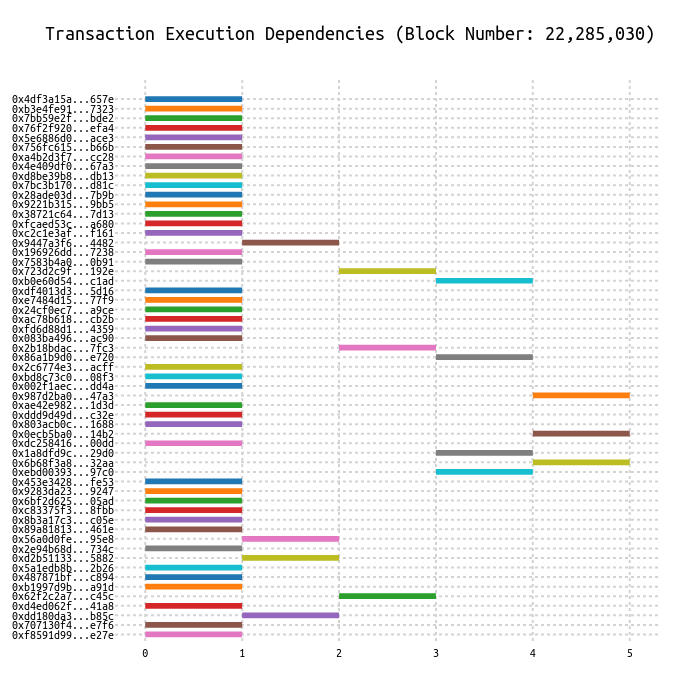 Transaction Execution Dependencies (Block Number: 22,285,030)
0x4df3a15a...657e
0xb3e4fe91...7323
0x7bb59e2f...bde2
0x76f2f920...efa4
0x5e6886d0...ace3
0x756fc615...b66b
0xa4b2d3f7...cc28
0x4e409df0...67a3
0xd8be39b8...db13
0x7bc3b170...d81c
0x28ade03d...7b9b
0x9221b315...9bb5
0x38721c64...7d13
0xfcaed53c...a680
0xc2c1e3af...f161
0x9447a3f6...4482
0x196926dd...7238
0x7583b4a0...0b91
0x723d2c9f...192e
0xb0e60d54...c1ad
0xdf4013d3...5d16
0xe7484d15...77f9
0x24cf0ec7...a9ce
0xac78b618...cb2b
0xfd6d88d1...4359
0x083ba496...ac90
0x2b18bdac...7fc3
0x86a1b9d0...e720
0x2c6774e3...acff
0xbd8c73c0...08f3
0x002f1aec...dd4a
0x987d2ba0...47a3
0xae42e982...1d3d
0xddd9d49d...c32e
0x803acb0c...1688
0x0ecb5ba0...14b2
0xdc258416...00dd
0x1a8dfd9c...29d0
0x6b68f3a8...32aa
0xebd00393...97c0
0x453e3428...fe53
0x9283da23...9247
0x6bf2d625...05ad
0xc83375f3...8fbb
0x8b3a17c3...c05e
0x89a81813...461e
0x56a0d0fe...95e8
0x2e94b68d...734c
0xd2b51133...5882
0x5a1edb8b...2b26
0x487871bf...c894
0xb1997d9b...a91d
0x62f2c2a7...c45c
0xd4ed062f...41a8
0xdd180da3...b85c
0x707130f4...e7f6
0xf8591d99...e27e
0 1 2 3 4 5